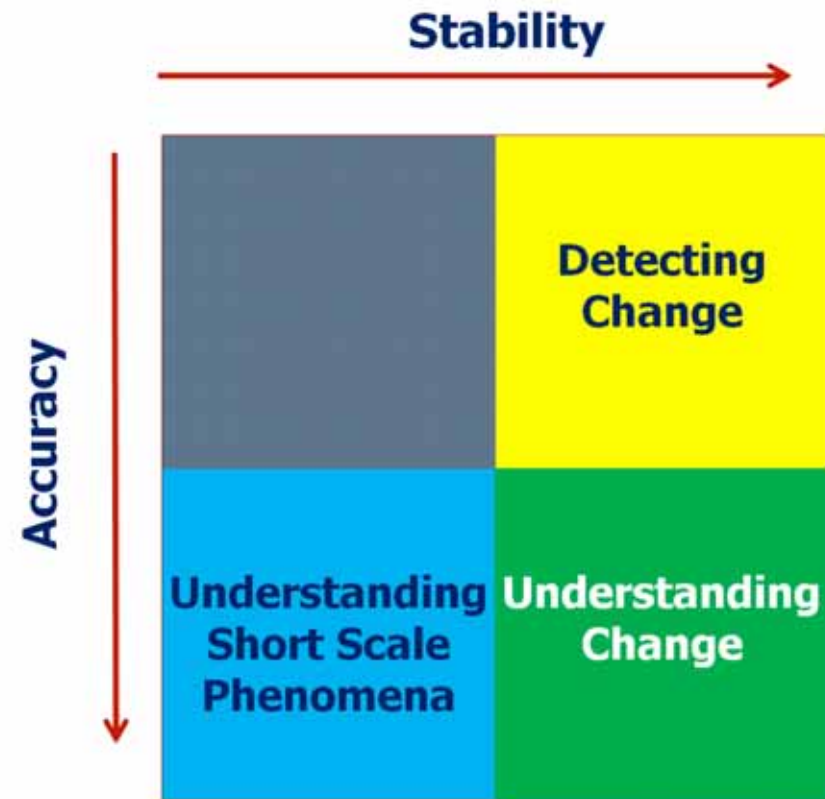 Stability
Accuracy
Detecting
Change
Understanding
Short Scale
Phenomena
Understanding
Change